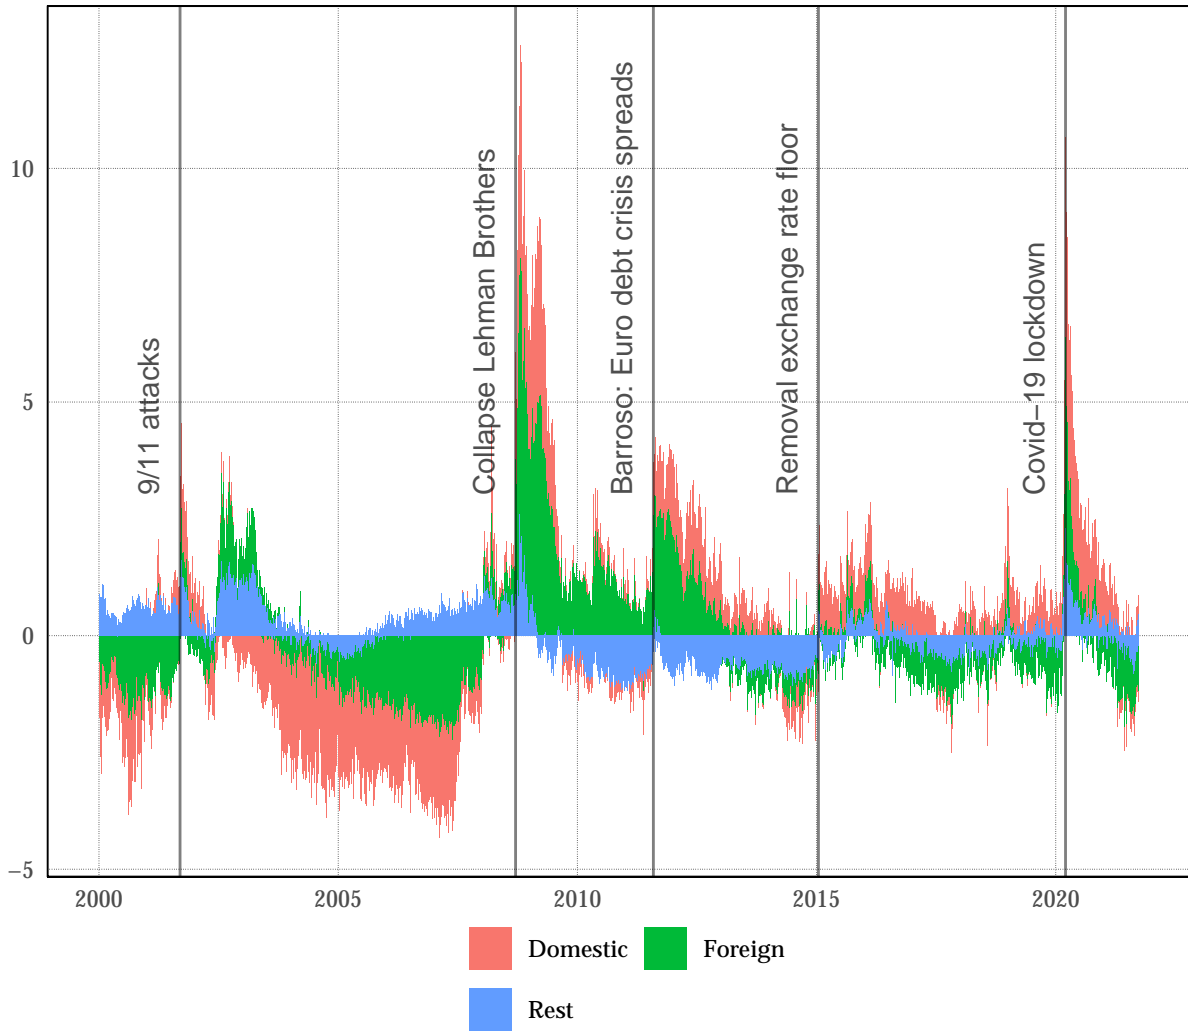 10
5
0
−5
9/11 attacks
Collapse Lehman Brothers
Barroso: Euro debt crisis spreads
Removal exchange rate floor
Covid−19 lockdown
2000
2005
2010
2015
2020
Domestic
Foreign
Rest